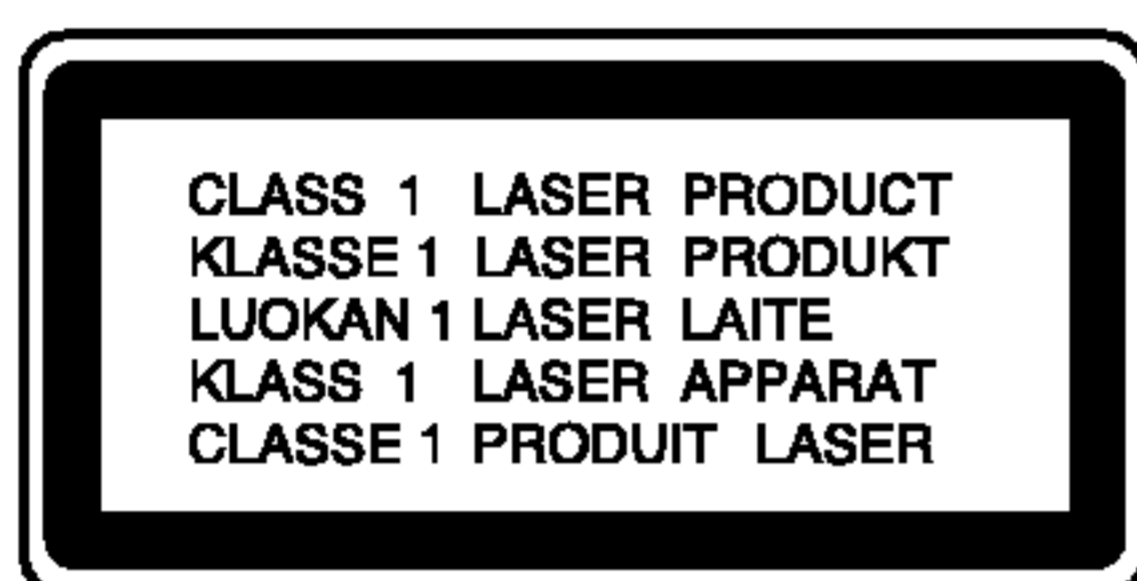 CLASS 1 LASER PRODUCT
KLASSE 1 LASER PRODUKT
LUOKAN 1 LASER LAITE
KLASS 1 LASER APPARAT
CLASSE 1 PRODUIT LASER